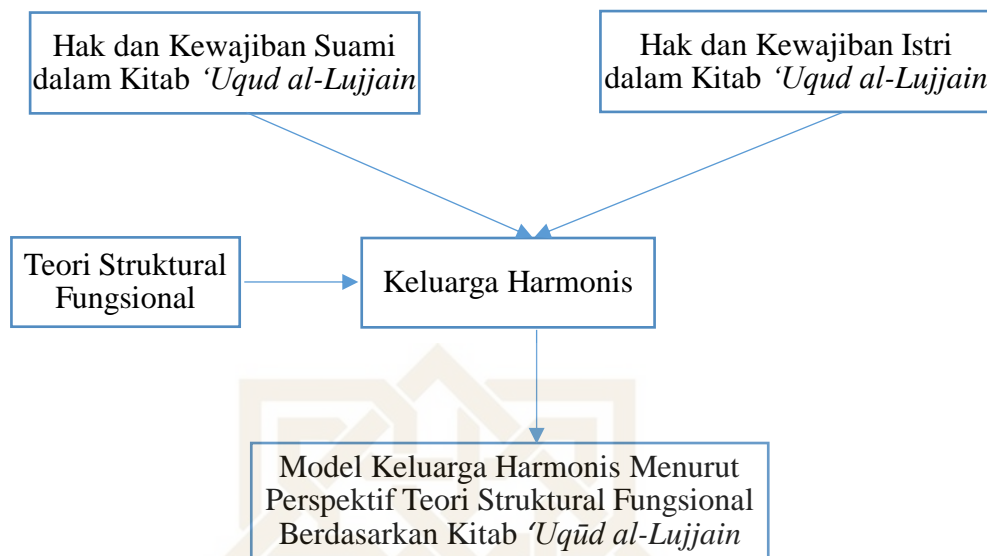 Hak dan Kewajiban Suami
dalam Kitab ‘Uqud al-Lujjain
Hak dan Kewajiban Istri
dalam Kitab ‘Uqud al-Lujjain
Teori Struktural
Fungsional
Keluarga Harmonis
Model Keluarga Harmonis Menurut
Perspektif Teori Struktural Fungsional
Berdasarkan Kitab ‘Uqūd al-Lujjain